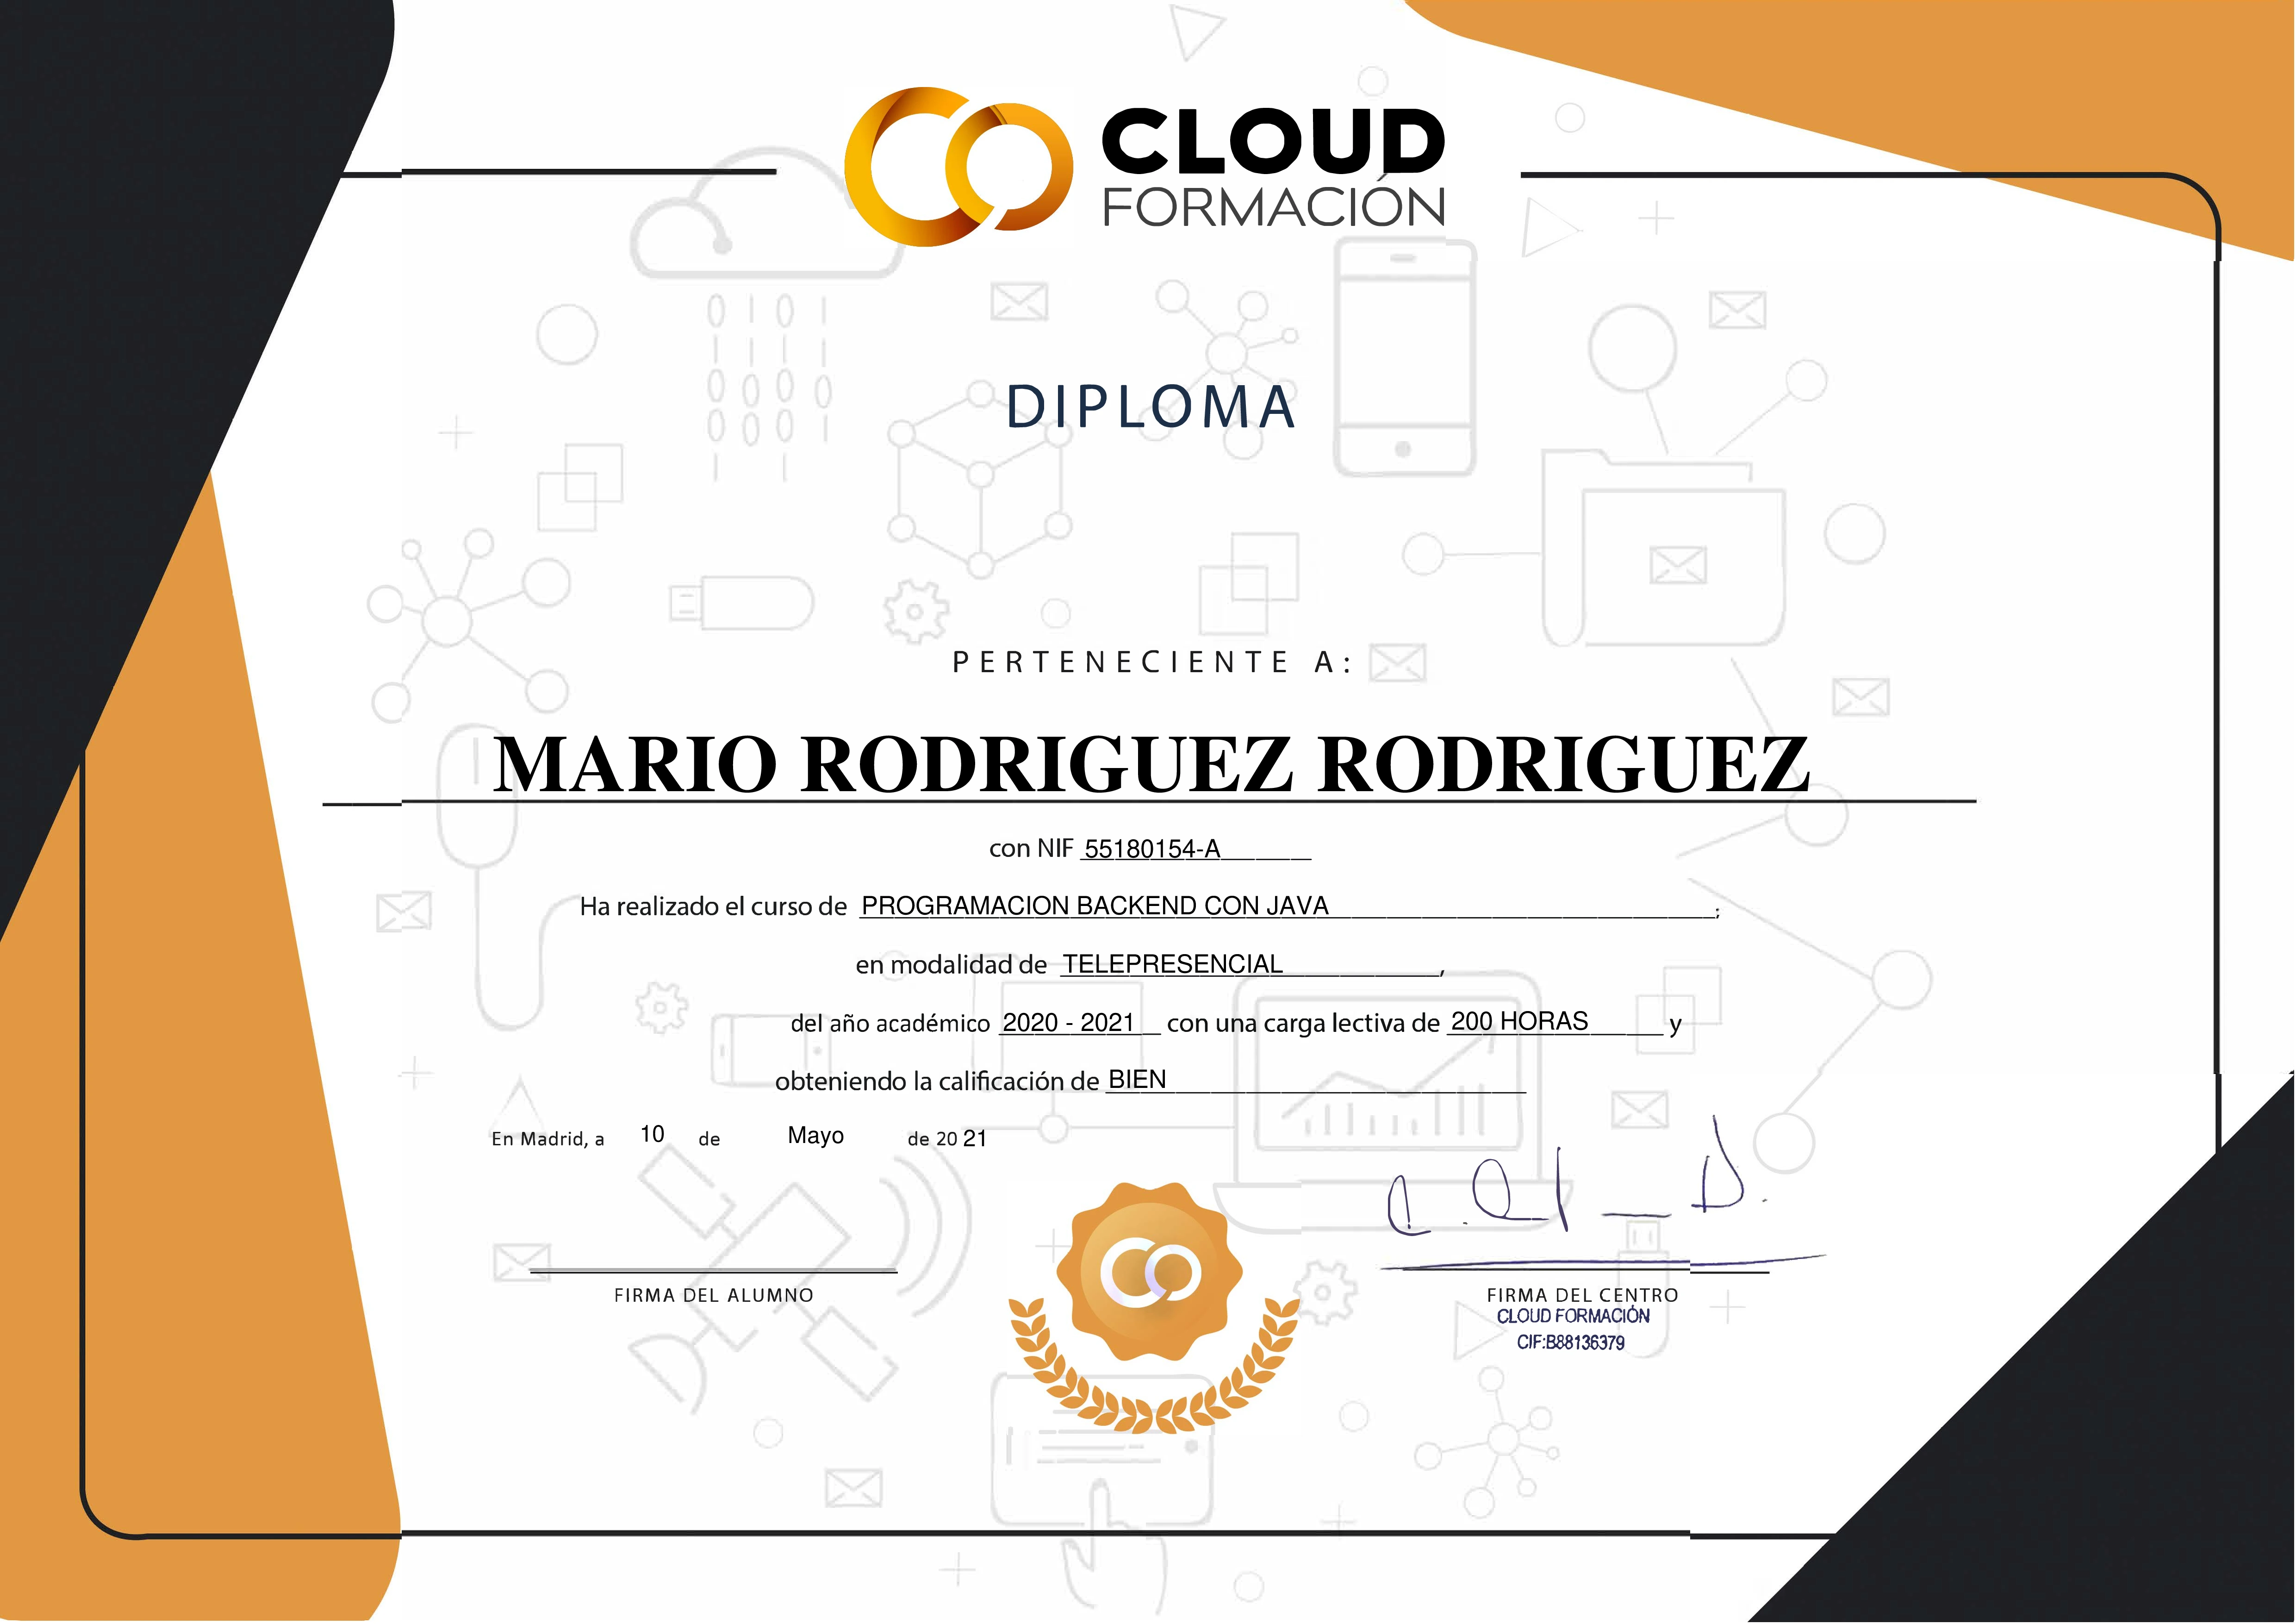 CLOUD
FORMACIÓN
DIPLOMA
PERTENECIENTE A:
MARIO RODRIGUEZ RODRIGUEZ
con NIF 55180154-A
Ha realizado el curso de PROGRAMACION BACKEND CON JAVA;
en modalidad de TELEPRESENCIAL,
del año académico 2020 - 2021 con una carga lectiva de 200 HORAS y
obteniendo la calificación de BIEN
En Madrid, a 10 de Mayo de 20 21
FIRMA DEL ALUMNO
FIRMA DEL CENTRO
CLOUD FORMACIÓN
CIF:B88136379